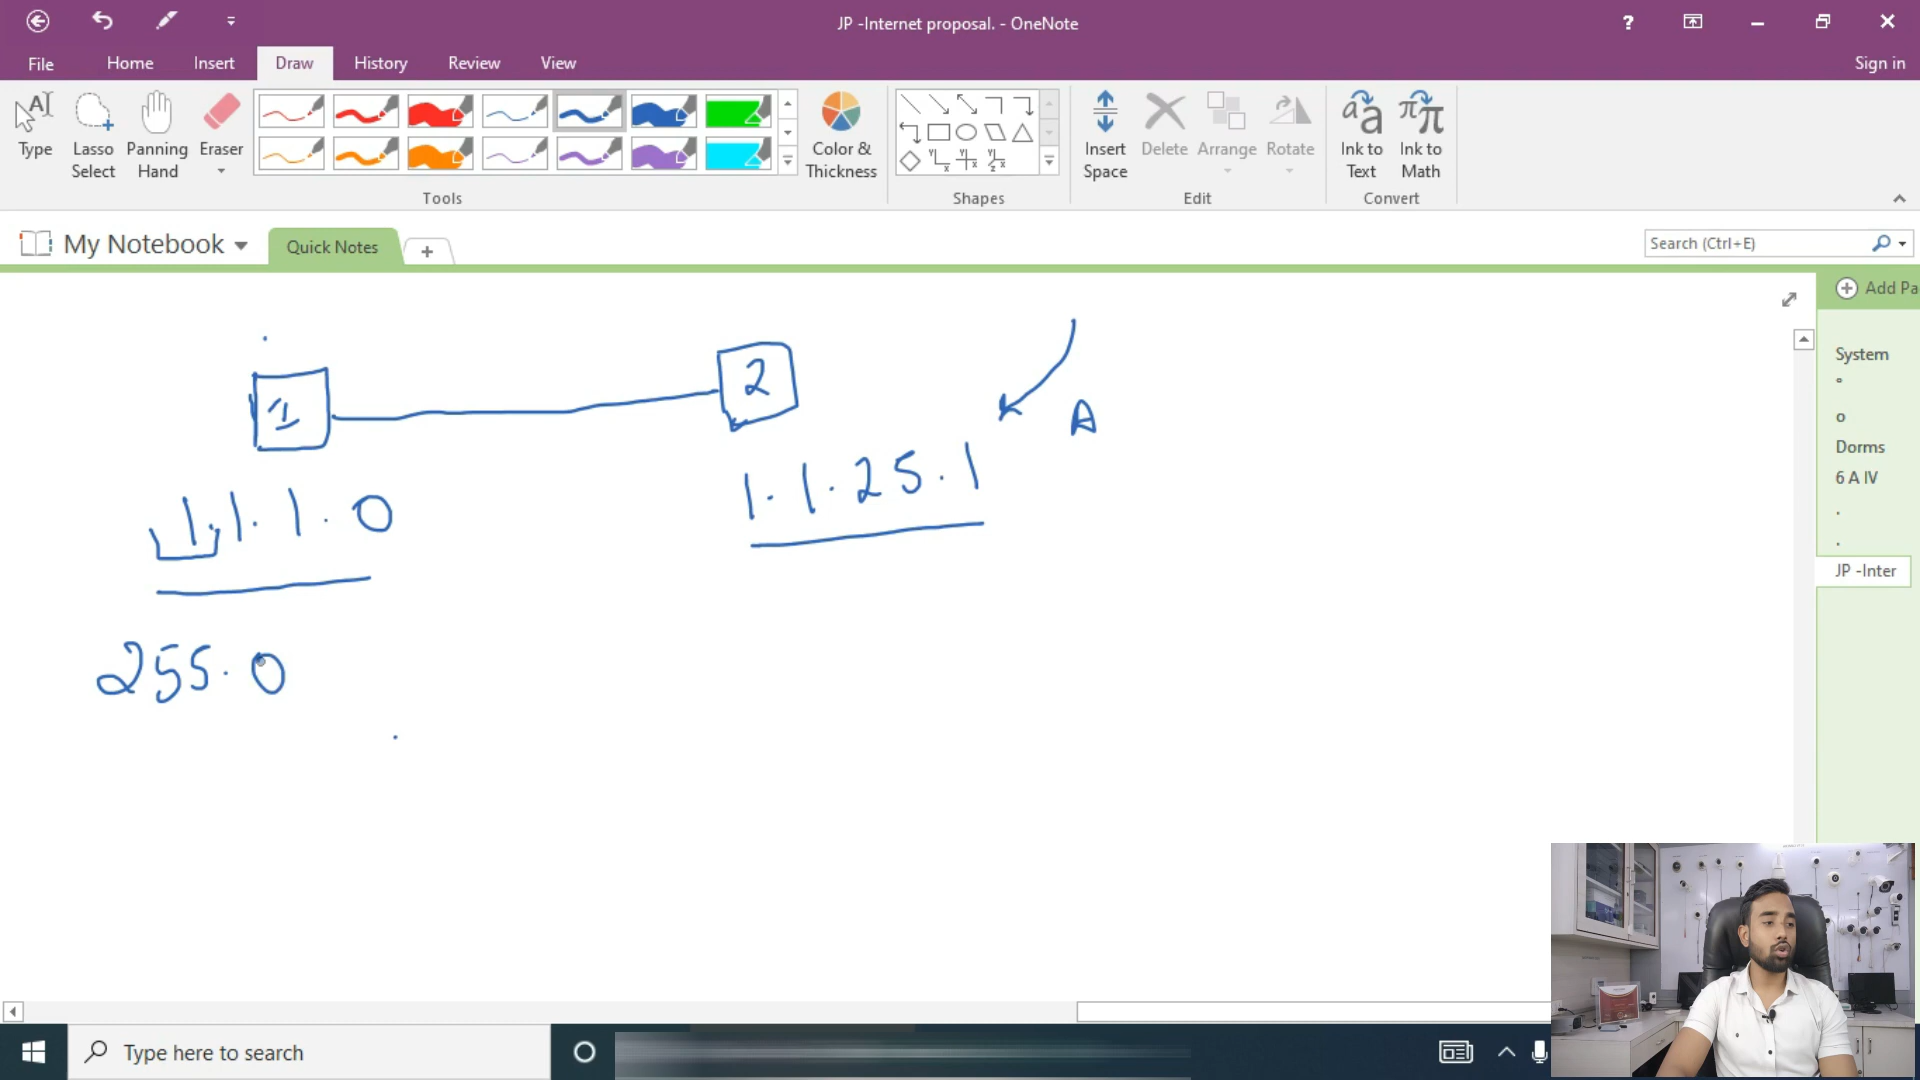 JP -Internet proposal. - OneNote
File Home Insert Draw History Review View Sign in
Type Lasso Select Panning Hand Eraser Color & Thickness Insert Space Delete Arrange Rotate Ink to Text Ink to Math
Tools Shapes Edit Convert
My Notebook Quick Notes Search (Ctrl+E)
Add Pa
System
Dorms
6 A IV
JP -Inter
1
2
A
1.1.1.0
1.1.25.1
255.0
Type here to search